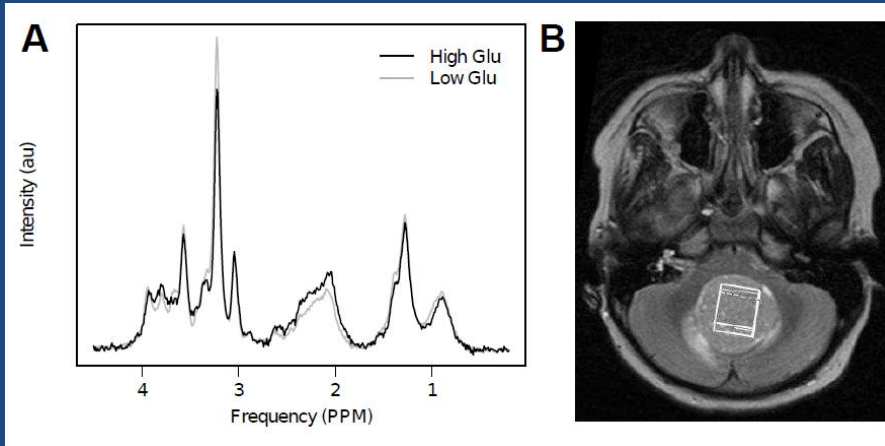 A
High Glu
Low Glu
Intensity (au)
4 3 2 1
Frequency (PPM)
B